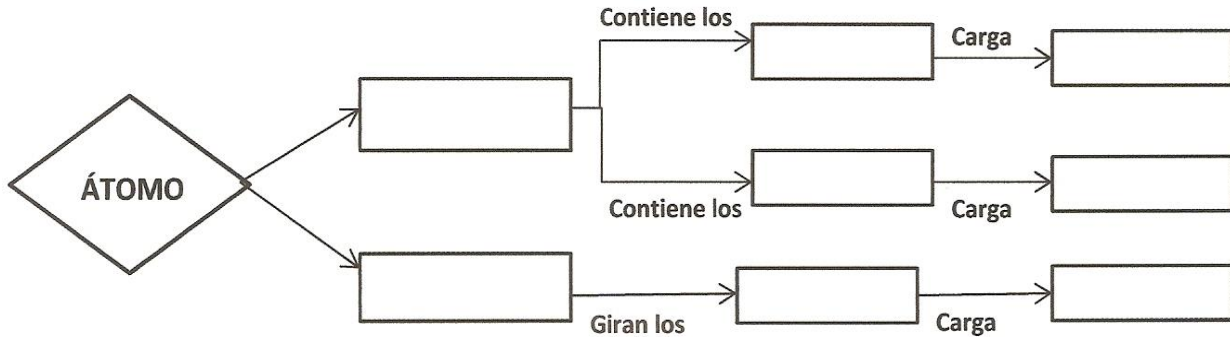 Contiene los
Carga
ÁTOMO
Contiene los
Carga
Giran los
Carga